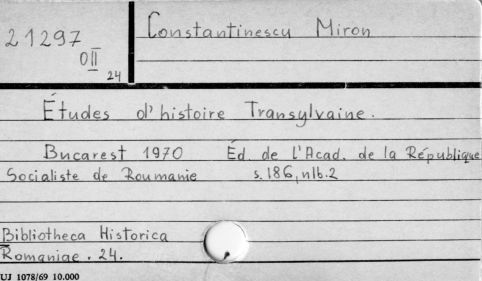 21297
OII
24
Constantinescu Miron
Études d'histoire Transylvaine.
Bucarest 1970 Éd. de l'Acad. de la République
Socialiste de Roumanie s. 186, nlb. 2
Bibliotheca Historica
Romaniae. 24.
UJ 1078/69 10.000